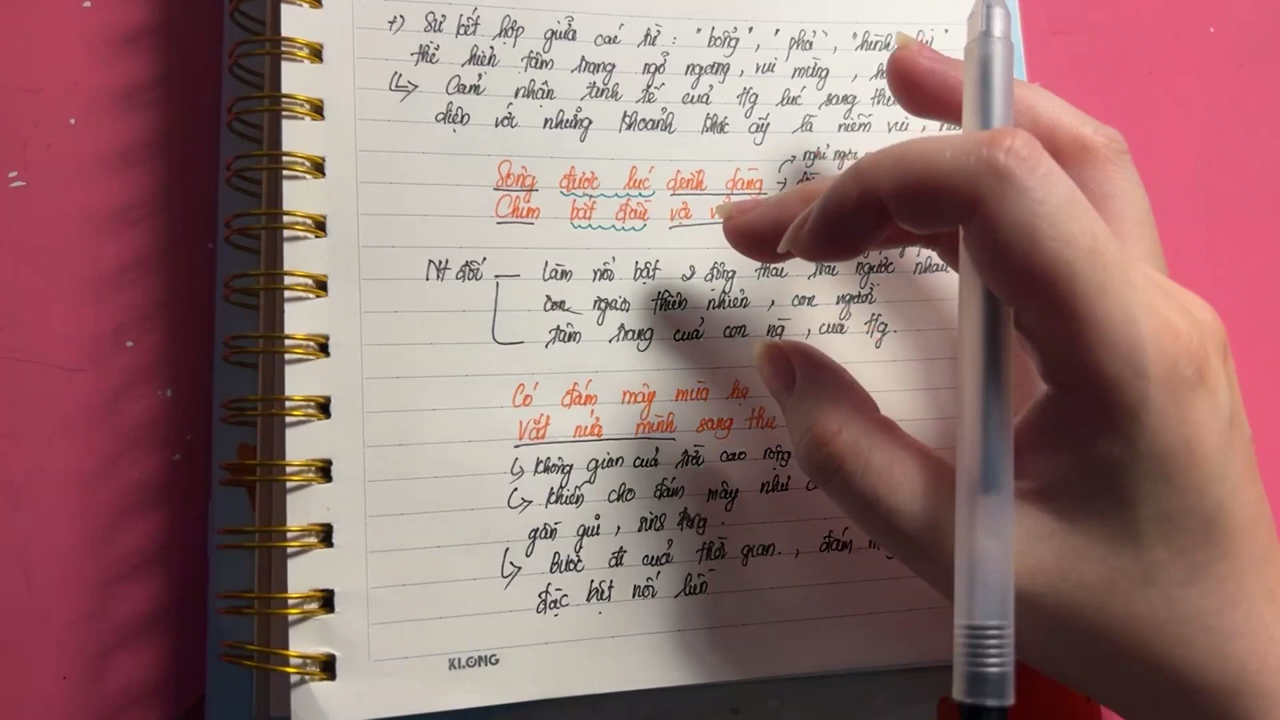 +) Sự kết hợp giữa các từ : "bỗng", "phả", "hình
thể hiện tâm trạng ngỡ ngàng, vui mừng,
↳ Cảm nhận tinh tế của tg lúc sang thu
diện với những khoảnh khắc ấy là niềm vui,
nghỉ ngơi
Sông được lúc dềnh dàng →
Chim bắt đầu vội
NT đối — làm nổi bật 2 động thái trái ngược nhau
con người thiên nhiên, con người
tâm trạng của con ng, của tg.
Có đám mây mùa hạ
Vắt nửa mình sang thu
↳ Không gian của trời cao rộng
↳ Khiến cho đám mây như
gần gũi, sinh động.
↳ Bước đi của thời gian., đám
đặc biệt nối liền
KLONG